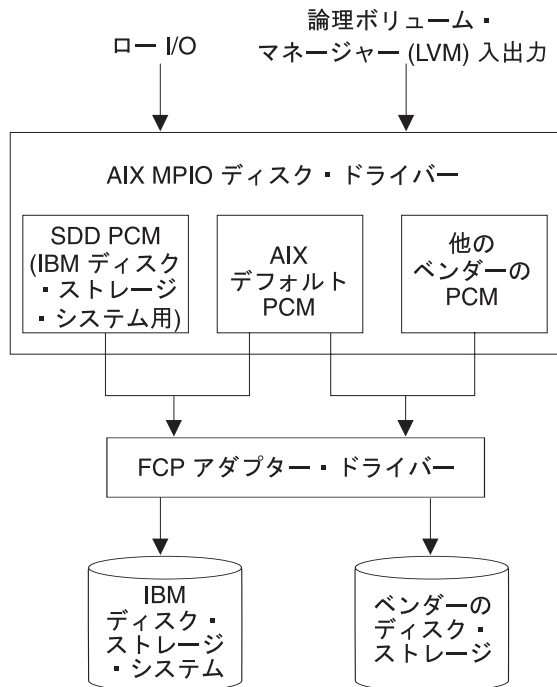 ロー I/O
論理ボリューム・
マネージャー (LVM) 入出力
AIX MPIO ディスク・ドライバー
SDD PCM
(IBM ディスク
・ストレージ
・システム用)
AIX
デフォルト
PCM
他の
ベンダーの
PCM
FCP アダプター・ドライバー
IBM
ディスク・
ストレージ
・システム
ベンダーの
ディスク・
ストレージ